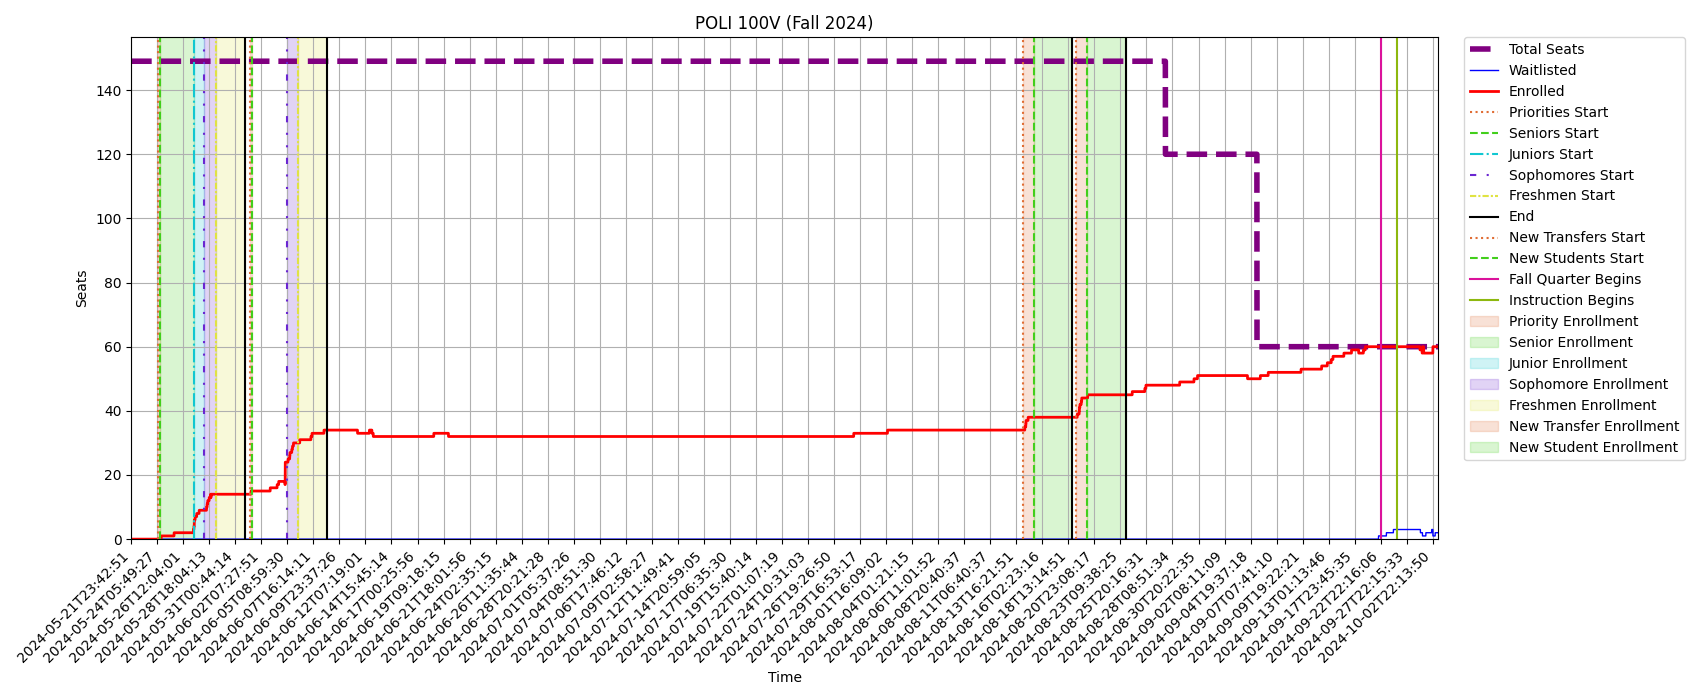 POLI 100V (Fall 2024)
Seats
140
120
100
80
60
40
20
0
2024-05-21T23:42:51
2024-05-24T05:49:27
2024-05-26T12:04:01
2024-05-28T18:04:13
2024-05-31T00:44:14
2024-06-02T07:27:51
2024-06-05T08:59:30
2024-06-07T16:14:11
2024-06-09T23:37:26
2024-06-12T07:19:01
2024-06-14T15:45:14
2024-06-17T00:25:56
2024-06-19T09:18:15
2024-06-21T18:01:56
2024-06-24T02:35:15
2024-06-26T11:35:44
2024-06-28T20:21:28
2024-07-01T05:37:26
2024-07-04T08:51:30
2024-07-06T17:46:12
2024-07-09T02:58:27
2024-07-12T11:49:41
2024-07-14T20:59:05
2024-07-17T06:35:30
2024-07-19T15:40:14
2024-07-22T01:07:19
2024-07-24T10:31:03
2024-07-26T19:26:50
2024-07-29T16:53:17
2024-08-01T16:09:02
2024-08-04T01:21:15
2024-08-06T11:01:52
2024-08-08T20:40:37
2024-08-11T06:40:37
2024-08-13T16:21:51
2024-08-16T02:23:16
2024-08-18T13:14:51
2024-08-20T23:08:17
2024-08-23T09:38:25
2024-08-25T20:16:31
2024-08-28T08:51:34
2024-08-30T20:22:35
2024-09-02T08:11:09
2024-09-04T19:37:18
2024-09-07T07:41:10
2024-09-09T19:22:21
2024-09-13T01:13:46
2024-09-17T23:45:35
2024-09-22T22:16:06
2024-09-27T22:15:33
2024-10-02T22:13:50
Time
Total Seats
Waitlisted
Enrolled
Priorities Start
Seniors Start
Juniors Start
Sophomores Start
Freshmen Start
End
New Transfers Start
New Students Start
Fall Quarter Begins
Instruction Begins
Priority Enrollment
Senior Enrollment
Junior Enrollment
Sophomore Enrollment
Freshmen Enrollment
New Transfer Enrollment
New Student Enrollment